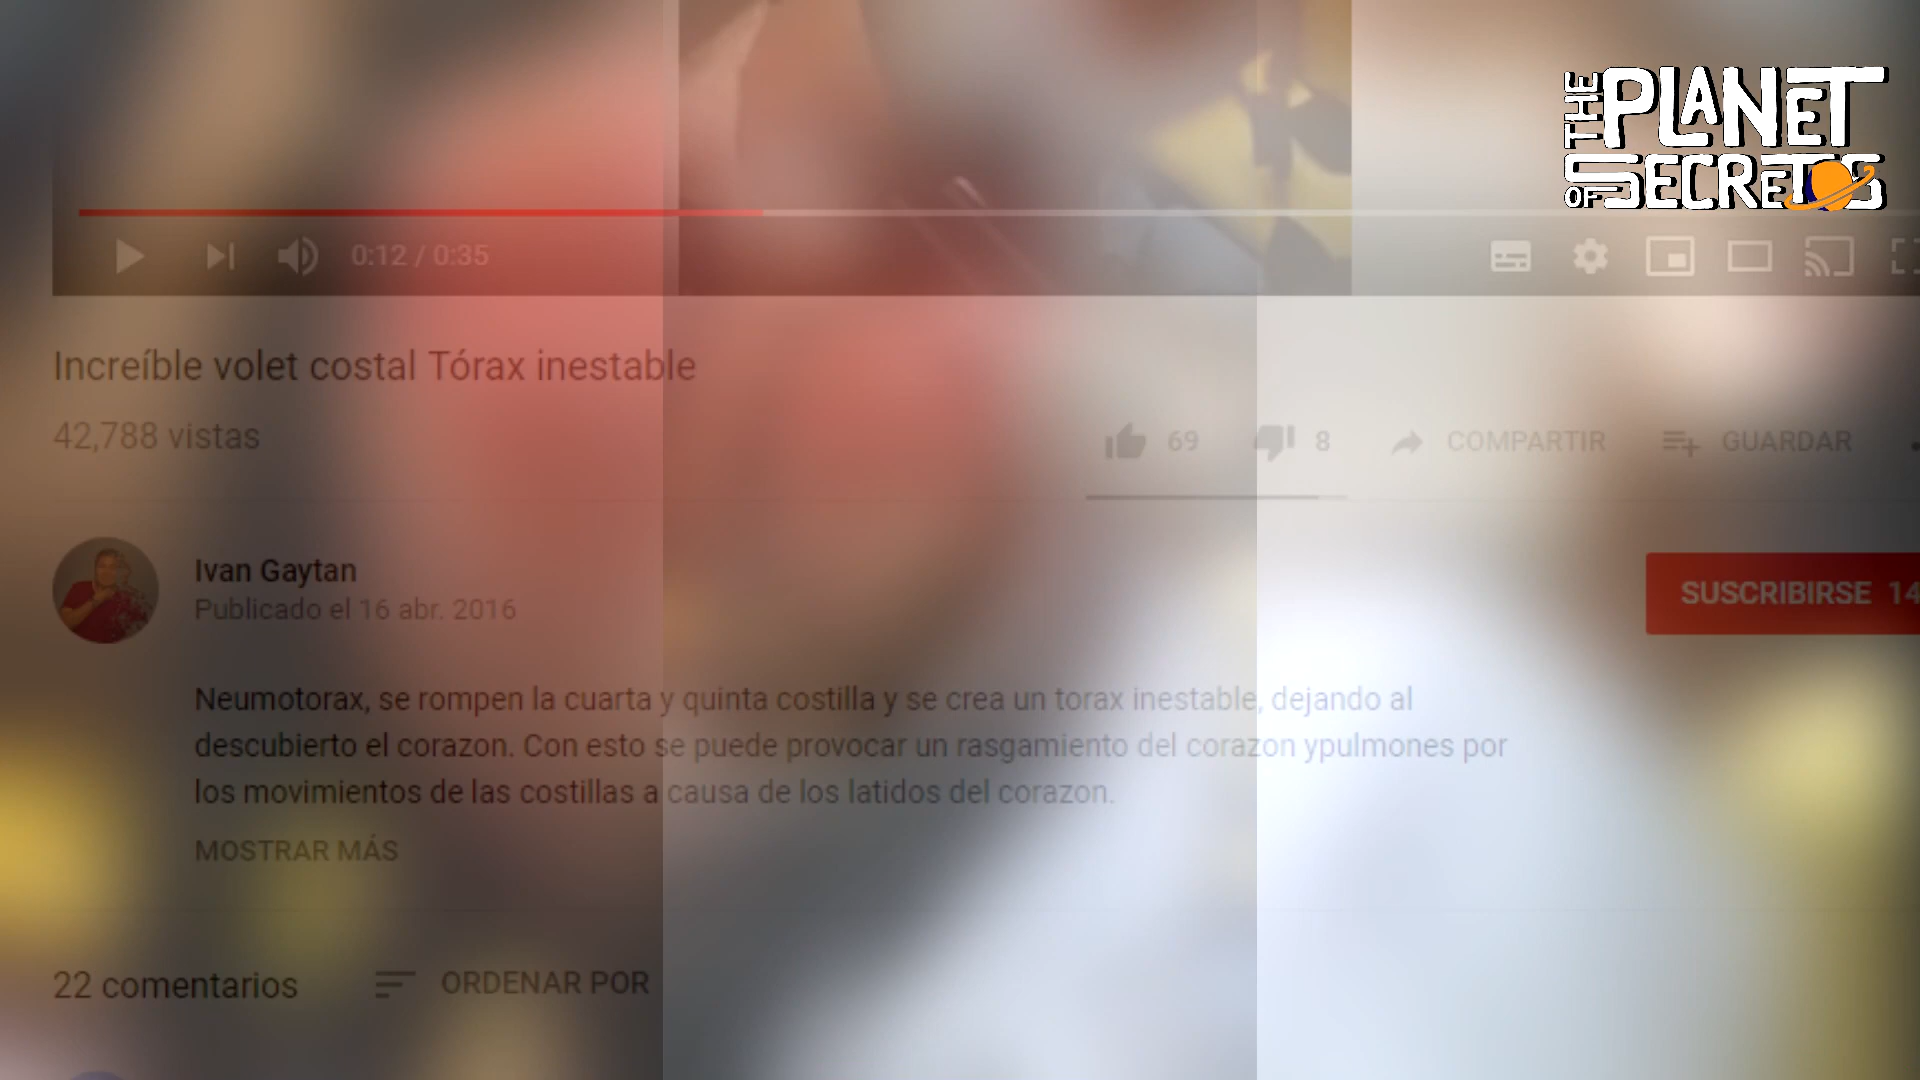 THE PLANET
OF SECRETOS
0:12 / 0:35
Increíble volet costal Tórax inestable
42,788 vistas
69
8
COMPARTIR
GUARDAR
Ivan Gaytan
Publicado el 16 abr. 2016
SUSCRIBIRSE 14
Neumotorax, se rompen la cuarta y quinta costilla y se crea un torax inestable, dejando al
descubierto el corazon. Con esto se puede provocar un rasgamiento del corazon ypulmones por
los movimientos de las costillas a causa de los latidos del corazon.
MOSTRAR MÁS
22 comentarios
ORDENAR POR